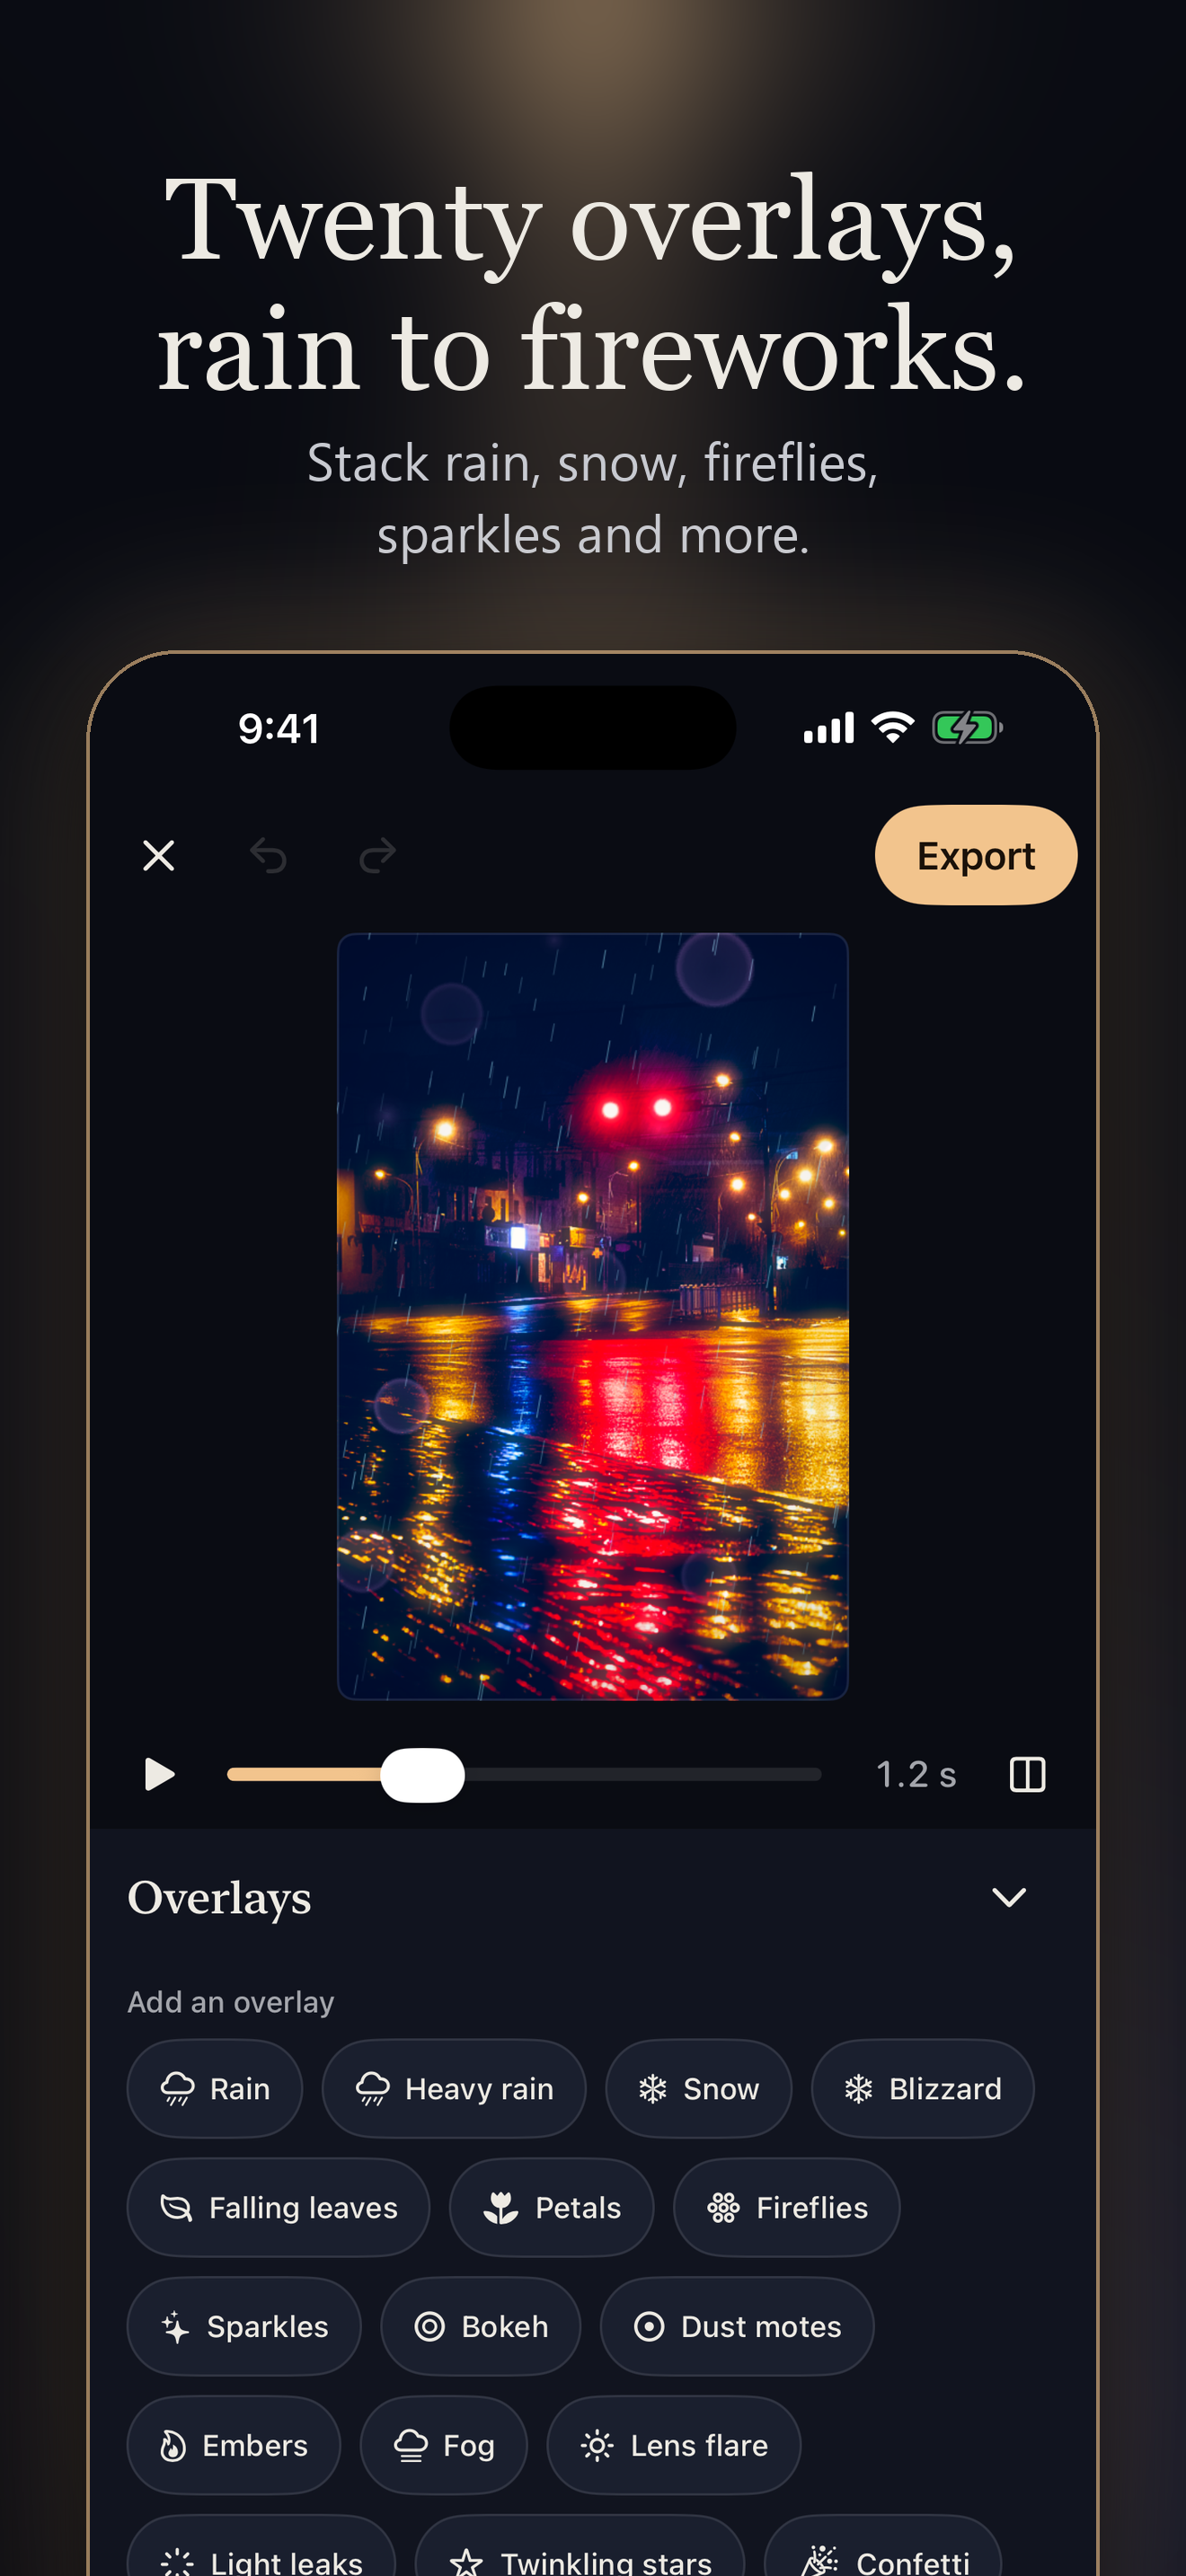 Twenty overlays,
rain to fireworks.
Stack rain, snow, fireflies,
sparkles and more.
9:41
Export
1.2 s
Overlays
Add an overlay
Rain Heavy rain Snow Blizzard
Falling leaves Petals Fireflies
Sparkles Bokeh Dust motes
Embers Fog Lens flare
Light leaks Twinkling stars Confetti